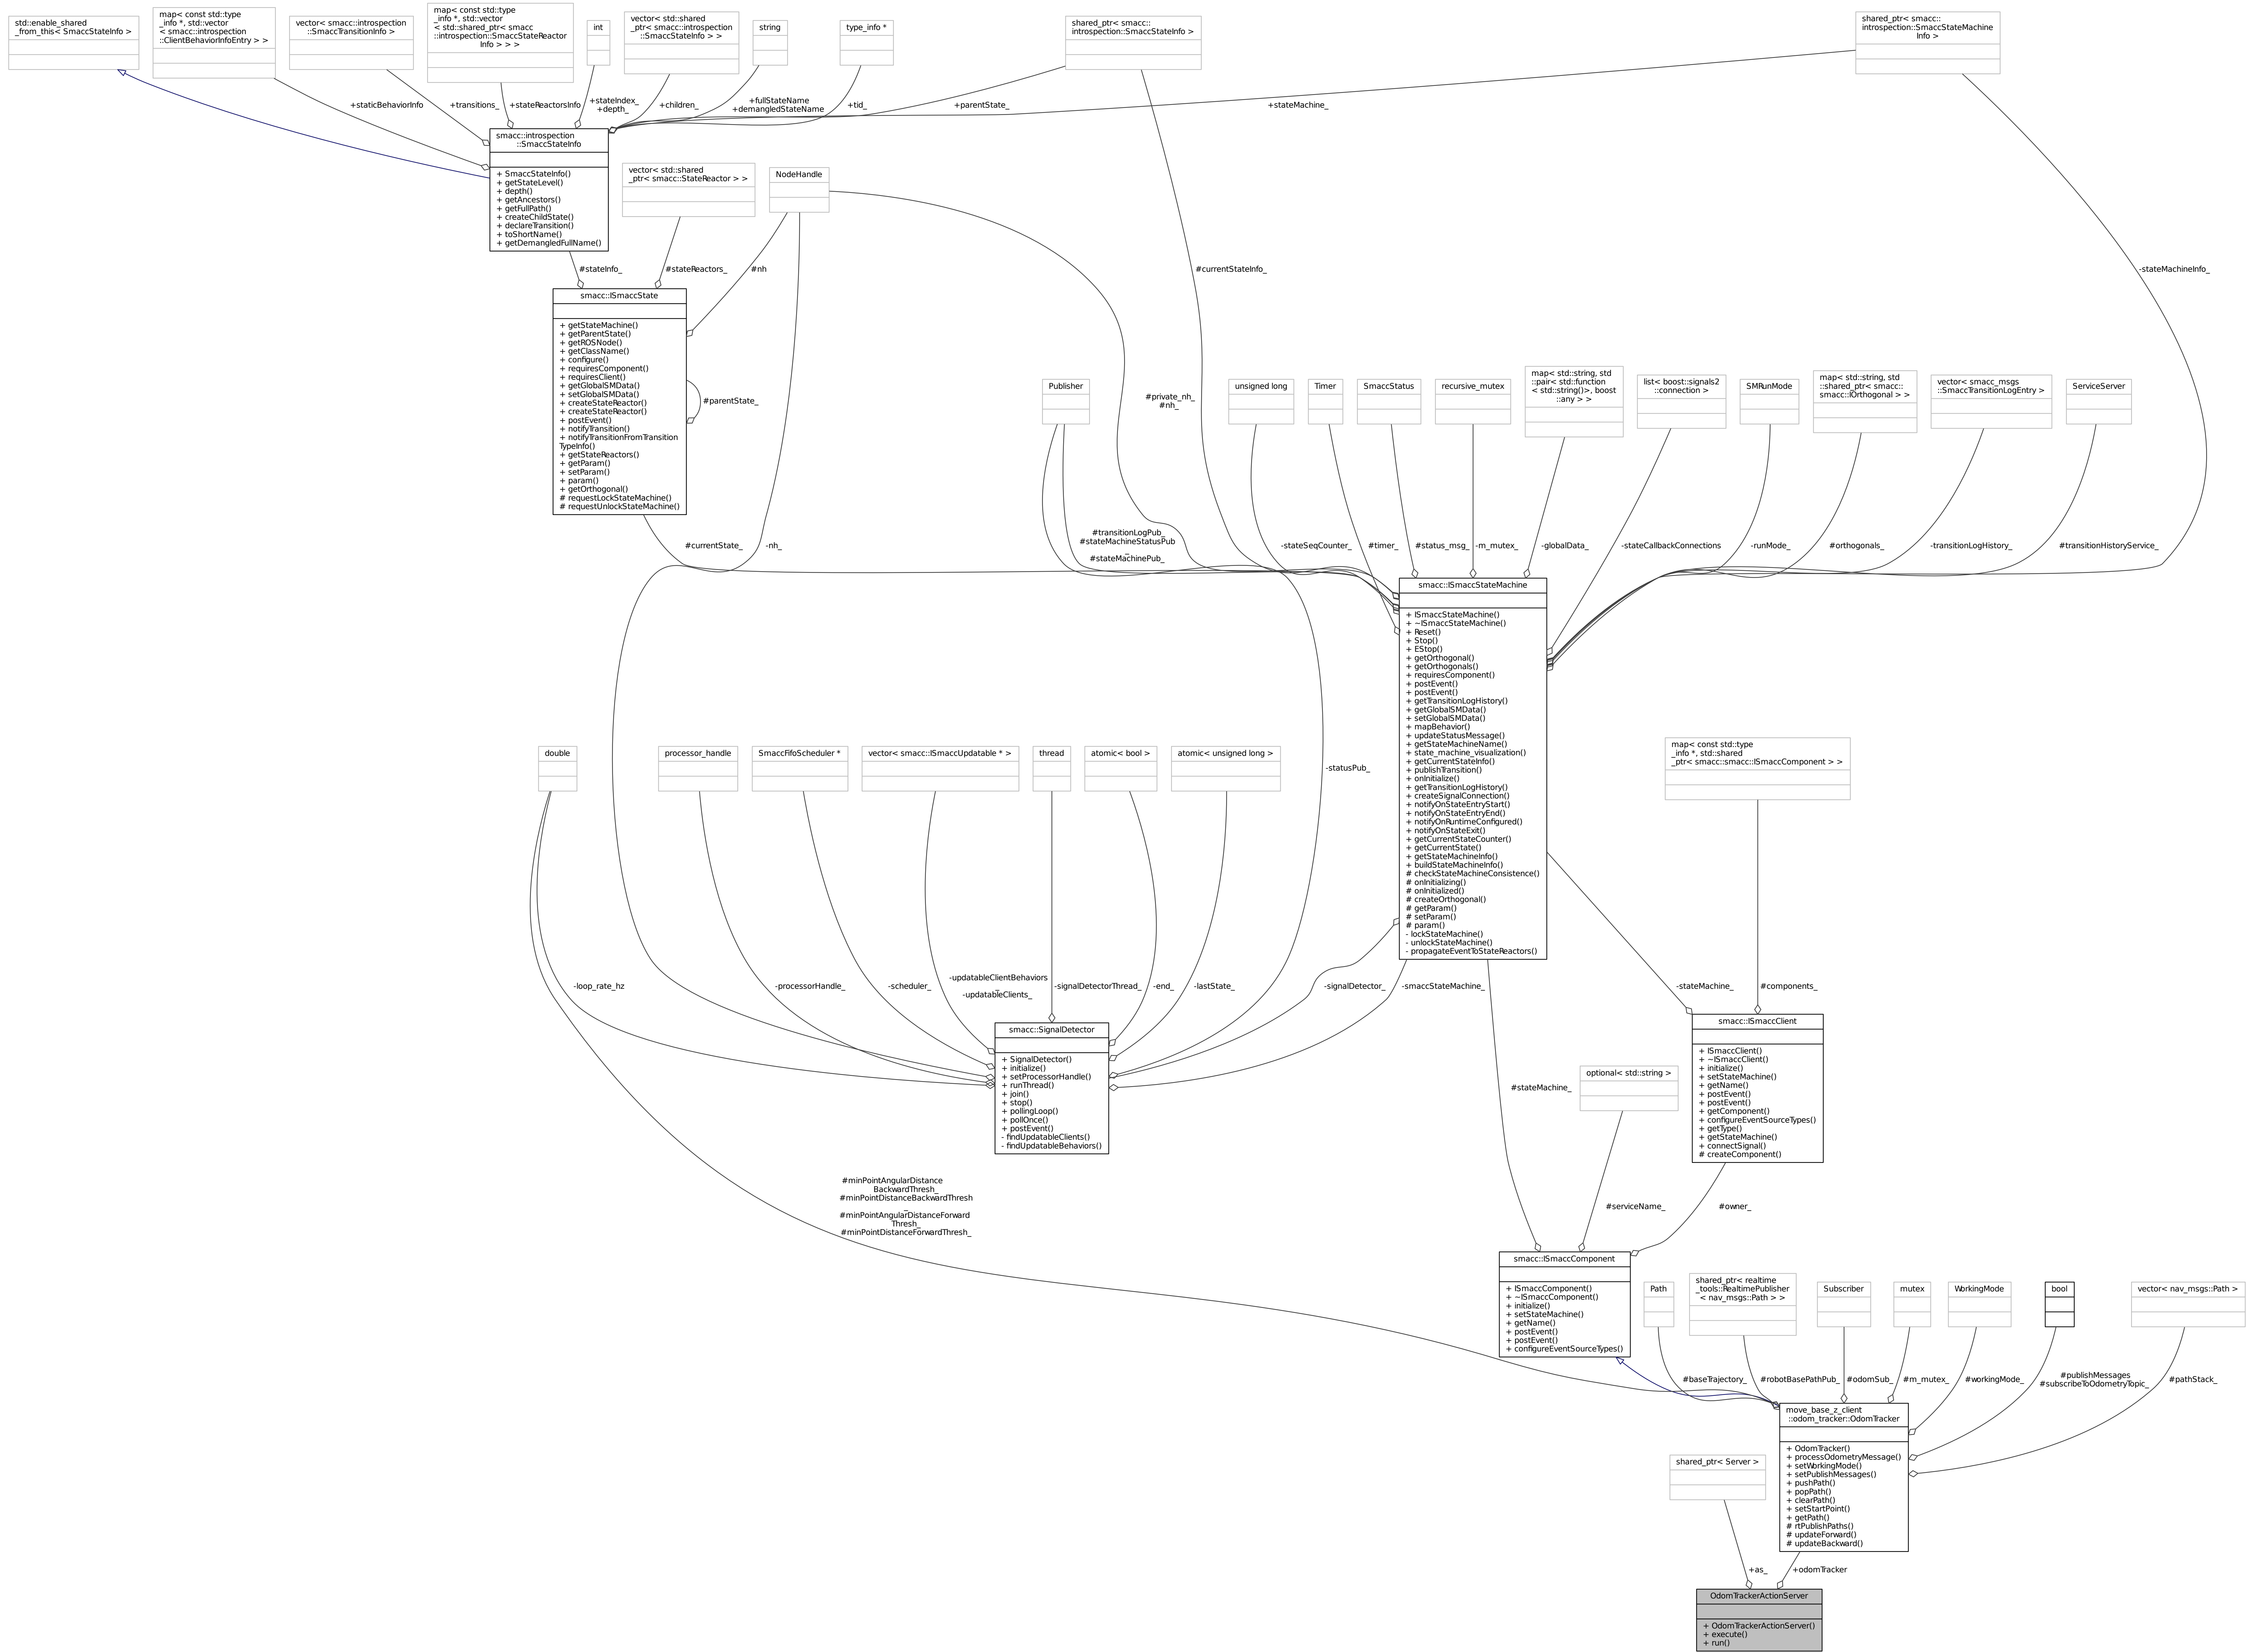 std::enable_shared
_from_this< SmaccStateInfo >
map< const std::type
_info *, std::vector
< smacc::introspection
::ClientBehaviorInfoEntry > >
vector< smacc::introspection
::SmaccTransitionInfo >
map< const std::type
_info *, std::vector
< std::shared_ptr< smacc
::introspection::SmaccStateReactor
Info > > >
int
vector< std::shared
_ptr< smacc::introspection
::SmaccStateInfo > >
string
type_info *
shared_ptr< smacc::
introspection::SmaccStateInfo >
shared_ptr< smacc::
introspection::SmaccStateMachine
Info >
+staticBehaviorInfo
+transitions_
+stateReactorsInfo
+stateIndex_
+depth_
+children_
+fullStateName
+demangledStateName
+tid_
+parentState_
+stateMachine_
smacc::introspection
::SmaccStateInfo
+ SmaccStateInfo()
+ getStateLevel()
+ depth()
+ getAncestors()
+ getFullPath()
+ createChildState()
+ declareTransition()
+ toShortName()
+ getDemangledFullName()
vector< std::shared
_ptr< smacc::StateReactor > >
NodeHandle
#stateInfo_
#stateReactors_
#nh
#currentStateInfo_
-stateMachineInfo_
smacc::ISmaccState
+ getStateMachine()
+ getParentState()
+ getROSNode()
+ getClassName()
+ configure()
+ requiresComponent()
+ requiresClient()
+ getGlobalSMData()
+ setGlobalSMData()
+ createStateReactor()
+ createStateReactor()
+ postEvent()
+ notifyTransition()
+ notifyTransitionFromTransition
TypeInfo()
+ getStateReactors()
+ getParam()
+ setParam()
+ param()
+ getOrthogonal()
# requestLockStateMachine()
# requestUnlockStateMachine()
#parentState_
#private_nh_
#nh_
Publisher
unsigned long
Timer
SmaccStatus
recursive_mutex
map< std::string, std
::pair< std::function
< std::string()>, boost
::any > >
list< boost::signals2
::connection >
SMRunMode
map< std::string, std
::shared_ptr< smacc::
smacc::IOrthogonal > >
vector< smacc_msgs
::SmaccTransitionLogEntry >
ServiceServer
#currentState_
-nh_
#transitionLogPub_
#stateMachineStatusPub
_
#stateMachinePub_
-stateSeqCounter_
#timer_
#status_msg_
-m_mutex_
-globalData_
-stateCallbackConnections
-runMode_
#orthogonals_
-transitionLogHistory_
#transitionHistoryService_
smacc::ISmaccStateMachine
+ ISmaccStateMachine()
+ ~ISmaccStateMachine()
+ Reset()
+ Stop()
+ EStop()
+ getOrthogonal()
+ getOrthogonals()
+ requiresComponent()
+ postEvent()
+ postEvent()
+ getTransitionLogHistory()
+ getGlobalSMData()
+ setGlobalSMData()
+ mapBehavior()
+ updateStatusMessage()
+ getStateMachineName()
+ state_machine_visualization()
+ getCurrentStateInfo()
+ publishTransition()
+ onInitialize()
+ getTransitionLogHistory()
+ createSignalConnection()
+ notifyOnStateEntryStart()
+ notifyOnStateEntryEnd()
+ notifyOnRuntimeConfigured()
+ notifyOnStateExit()
+ getCurrentStateCounter()
+ getCurrentState()
+ getStateMachineInfo()
+ buildStateMachineInfo()
# checkStateMachineConsistence()
# onInitializing()
# onInitialized()
# createOrthogonal()
# getParam()
# setParam()
# param()
- lockStateMachine()
- unlockStateMachine()
- propagateEventToStateReactors()
double
processor_handle
SmaccFifoScheduler *
vector< smacc::ISmaccUpdatable * >
thread
atomic< bool >
atomic< unsigned long >
-statusPub_
map< const std::type
_info *, std::shared
_ptr< smacc::smacc::ISmaccComponent > >
-loop_rate_hz
-processorHandle_
-scheduler_
-updatableClientBehaviors
_
-updatableClients_
-signalDetectorThread_
-end_
-lastState_
-signalDetector_
-smaccStateMachine_
-stateMachine_
#components_
smacc::SignalDetector
+ SignalDetector()
+ initialize()
+ setProcessorHandle()
+ runThread()
+ join()
+ stop()
+ pollingLoop()
+ pollOnce()
+ postEvent()
- findUpdatableClients()
- findUpdatableBehaviors()
smacc::ISmaccClient
+ ISmaccClient()
+ ~ISmaccClient()
+ initialize()
+ setStateMachine()
+ getName()
+ postEvent()
+ postEvent()
+ getComponent()
+ configureEventSourceTypes()
+ getType()
+ getStateMachine()
+ connectSignal()
# createComponent()
optional< std::string >
#stateMachine_
#minPointAngularDistance
BackwardThresh_
#minPointDistanceBackwardThresh
_
#minPointAngularDistanceForward
Thresh_
#minPointDistanceForwardThresh_
#serviceName_
#owner_
smacc::ISmaccComponent
+ ISmaccComponent()
+ ~ISmaccComponent()
+ initialize()
+ setStateMachine()
+ getName()
+ postEvent()
+ postEvent()
+ configureEventSourceTypes()
Path
shared_ptr< realtime
_tools::RealtimePublisher
< nav_msgs::Path > >
Subscriber
mutex
WorkingMode
bool
vector< nav_msgs::Path >
#baseTrajectory_
#robotBasePathPub_
#odomSub_
#m_mutex_
#workingMode_
#publishMessages
#subscribeToOdometryTopic_
#pathStack_
move_base_z_client
::odom_tracker::OdomTracker
+ OdomTracker()
+ processOdometryMessage()
+ setWorkingMode()
+ setPublishMessages()
+ pushPath()
+ popPath()
+ clearPath()
+ setStartPoint()
+ getPath()
# rtPublishPaths()
# updateForward()
# updateBackward()
shared_ptr< Server >
+as_
+odomTracker
OdomTrackerActionServer
+ OdomTrackerActionServer()
+ execute()
+ run()